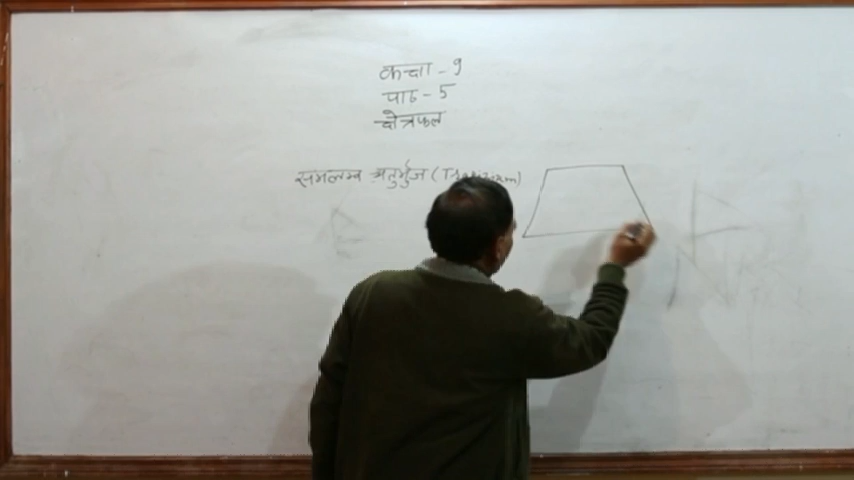 कक्षा - 9
पाठ - 5
क्षेत्रफल
समलम्ब चतुर्भुज (Trapezium)